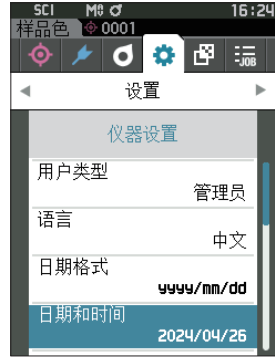 SCI M 16:24
样品色 0001
JOB
设置
仪器设置
用户类型
管理员
语言
中文
日期格式
yyyy/mm/dd
日期和时间
2024/04/26